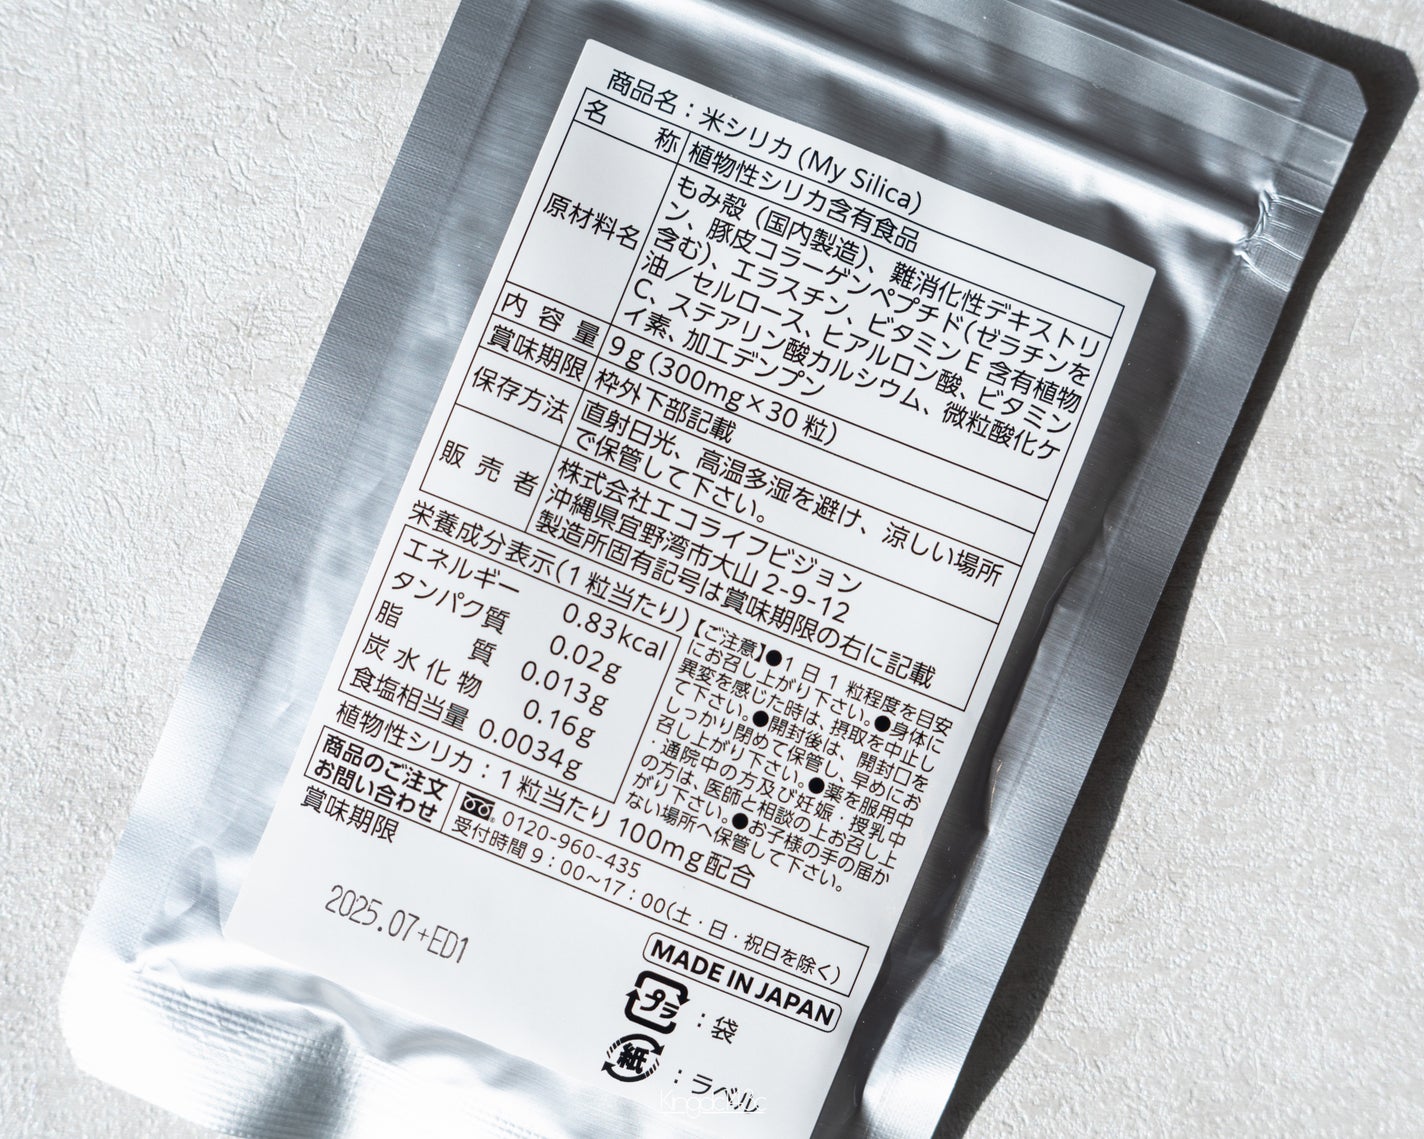 商品名：米シリカ (My Silica)
名 称 植物性シリカ含有食品
原材料名 もみ殻（国内製造）、難消化性デキストリ
ン、豚皮コラーゲンペプチド（ゼラチンを
含む）、エラスチン、ビタミンE 含有植物
油／セルロース、ヒアルロン酸、ビタミン
C、ステアリン酸カルシウム、微粒酸化ケ
イ素、加工デンプン
内容量 9g (300mg×30 粒)
賞味期限 枠外下部記載
保存方法 直射日光、高温多湿を避け、涼しい場所
で保管して下さい。
販売者 株式会社エコライフビジョン
沖縄県宜野湾市大山 2-9-12
製造所固有記号は賞味期限の右に記載
栄養成分表示(1 粒当たり)
エネルギー 0.83kcal
タンパク質 0.02g
脂質 0.013g
炭水化物 0.16g
食塩相当量 0.0034g
【ご注意】●1 日 1 粒程度を目安
にお召し上がり下さい。●身体に
異変を感じた時は、摂取を中止し
て下さい。●開封後は、開封口を
しっかり閉めて保管し、早めにお
召し上がり下さい。●薬を服用中
・通院中の方及び妊娠・授乳中
の方は、医師と相談の上お召し上
がり下さい。●お子様の手の届か
ない場所へ保管して下さい。
植物性シリカ：1 粒当たり 100mg配合
商品のご注文
お問い合わせ
0120-960-435
受付時間 9：00～17：00(土・日・祝日を除く)
賞味期限
2025.07+ED1
MADE IN JAPAN
プラ：袋
紙：ラベル